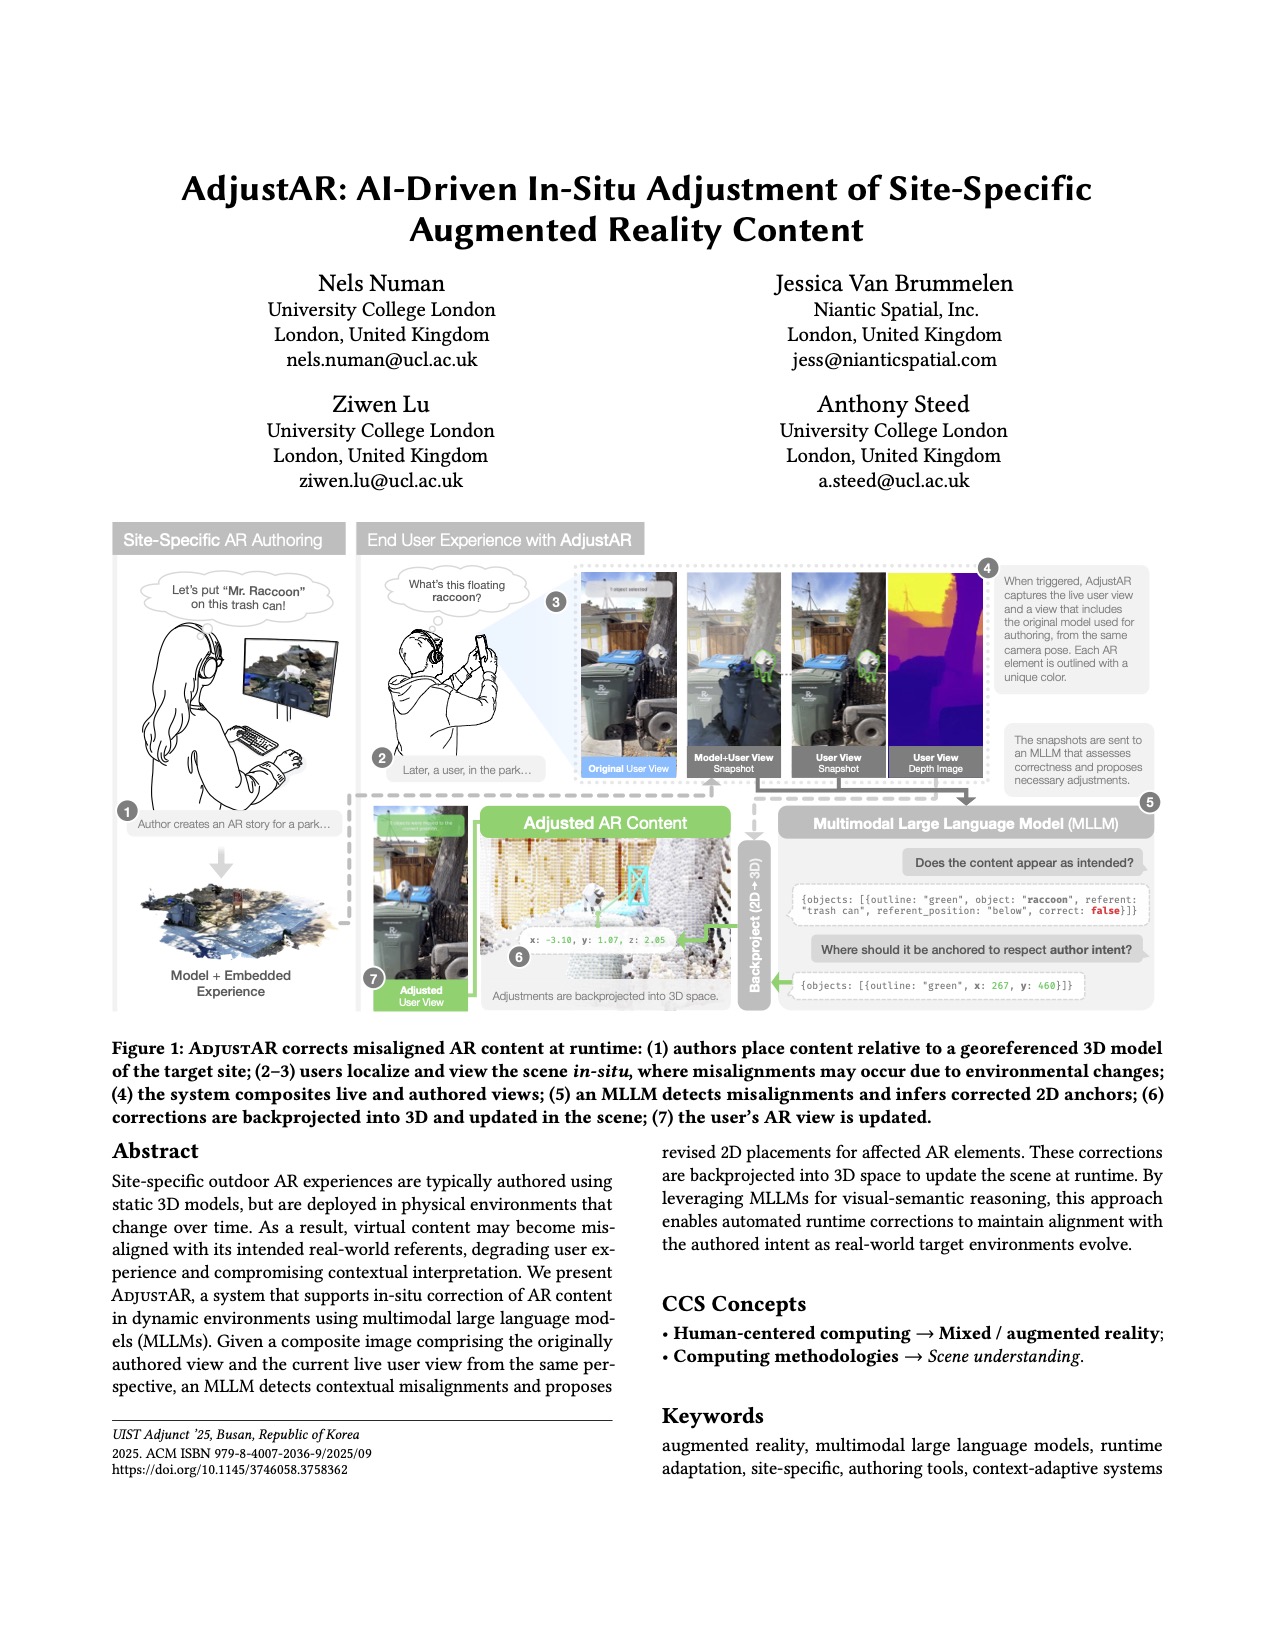 AdjustAR: AI-Driven In-Situ Adjustment of Site-Specific
Augmented Reality Content
Nels Numan
University College London
London, United Kingdom
nels.numan@ucl.ac.uk
Jessica Van Brummelen
Niantic Spatial, Inc.
London, United Kingdom
jess@nianticspatial.com
Ziwen Lu
University College London
London, United Kingdom
ziwen.lu@ucl.ac.uk
Anthony Steed
University College London
London, United Kingdom
a.steed@ucl.ac.uk
Site-Specific AR Authoring
Let's put “Mr. Raccoon”
on this trash can!
1
Author creates an AR story for a park…
Model + Embedded
Experience
End User Experience with AdjustAR
What's this floating
raccoon?
2
Later, a user, in the park…
3
1 object selected
Original User View
Model+User View
Snapshot
User View
Snapshot
User View
Depth Image
4
When triggered, AdjustAR
captures the live user view
and a view that includes
the original model used for
authoring, from the same
camera pose. Each AR
element is outlined with a
unique color.
The snapshots are sent to
an MLLM that assesses
correctness and proposes
necessary adjustments.
5
Multimodal Large Language Model (MLLM)
Does the content appear as intended?
{objects: [{outline: "green", object: "raccoon", referent:
"trash can", referent_position: "below", correct: false}]}
Where should it be anchored to respect author intent?
{objects: [{outline: "green", x: 267, y: 460}]}
Backproject (2D→3D)
Adjusted AR Content
x: -3.10, y: 1.07, z: 2.05
6
Adjustments are backprojected into 3D space.
7
Adjusted
User View
Figure 1: AdjustAR corrects misaligned AR content at runtime: (1) authors place content relative to a georeferenced 3D model
of the target site; (2–3) users localize and view the scene in-situ, where misalignments may occur due to environmental changes;
(4) the system composites live and authored views; (5) an MLLM detects misalignments and infers corrected 2D anchors; (6)
corrections are backprojected into 3D and updated in the scene; (7) the user's AR view is updated.
Abstract
Site-specific outdoor AR experiences are typically authored using
static 3D models, but are deployed in physical environments that
change over time. As a result, virtual content may become mis-
aligned with its intended real-world referents, degrading user ex-
perience and compromising contextual interpretation. We present
AdjustAR, a system that supports in-situ correction of AR content
in dynamic environments using multimodal large language mod-
els (MLLMs). Given a composite image comprising the originally
authored view and the current live user view from the same per-
spective, an MLLM detects contextual misalignments and proposes
revised 2D placements for affected AR elements. These corrections
are backprojected into 3D space to update the scene at runtime. By
leveraging MLLMs for visual-semantic reasoning, this approach
enables automated runtime corrections to maintain alignment with
the authored intent as real-world target environments evolve.
CCS Concepts
• Human-centered computing → Mixed / augmented reality;
• Computing methodologies → Scene understanding.
Keywords
augmented reality, multimodal large language models, runtime
adaptation, site-specific, authoring tools, context-adaptive systems
UIST Adjunct '25, Busan, Republic of Korea
2025. ACM ISBN 979-8-4007-2036-9/2025/09
https://doi.org/10.1145/3746058.3758362